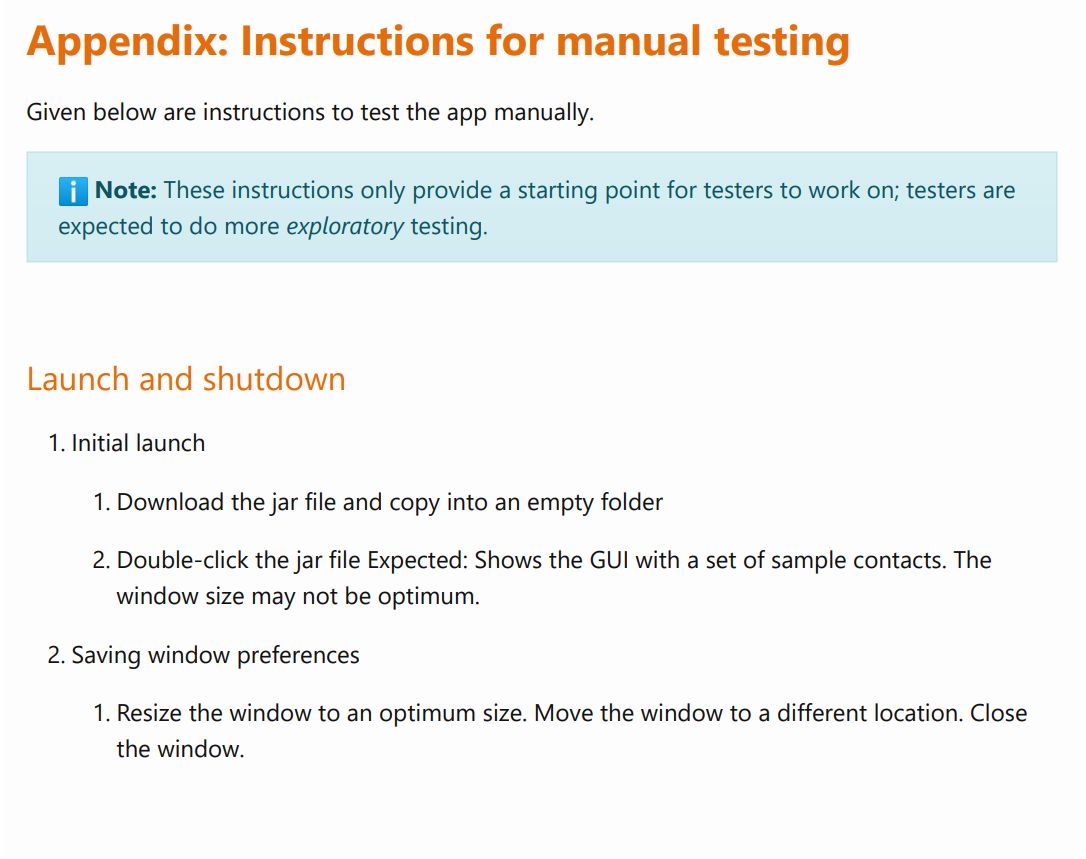 Appendix: Instructions for manual testing
Given below are instructions to test the app manually.
ℹ️ Note: These instructions only provide a starting point for testers to work on; testers are
expected to do more exploratory testing.
Launch and shutdown
1. Initial launch
1. Download the jar file and copy into an empty folder
2. Double-click the jar file Expected: Shows the GUI with a set of sample contacts. The
window size may not be optimum.
2. Saving window preferences
1. Resize the window to an optimum size. Move the window to a different location. Close
the window.